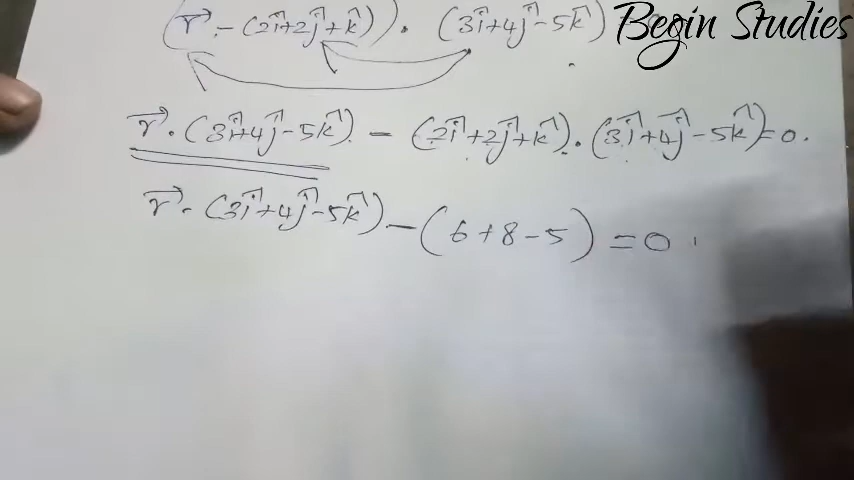 (r⃗ - (2î+2ĵ+k̂)) . (3î+4ĵ-5k̂)
Begin Studies
r⃗ . (3î+4ĵ-5k̂) - (2î+2ĵ+k̂) . (3î+4ĵ-5k̂)=0.
r⃗ . (3î+4ĵ-5k̂) - (6+8-5) = 0.